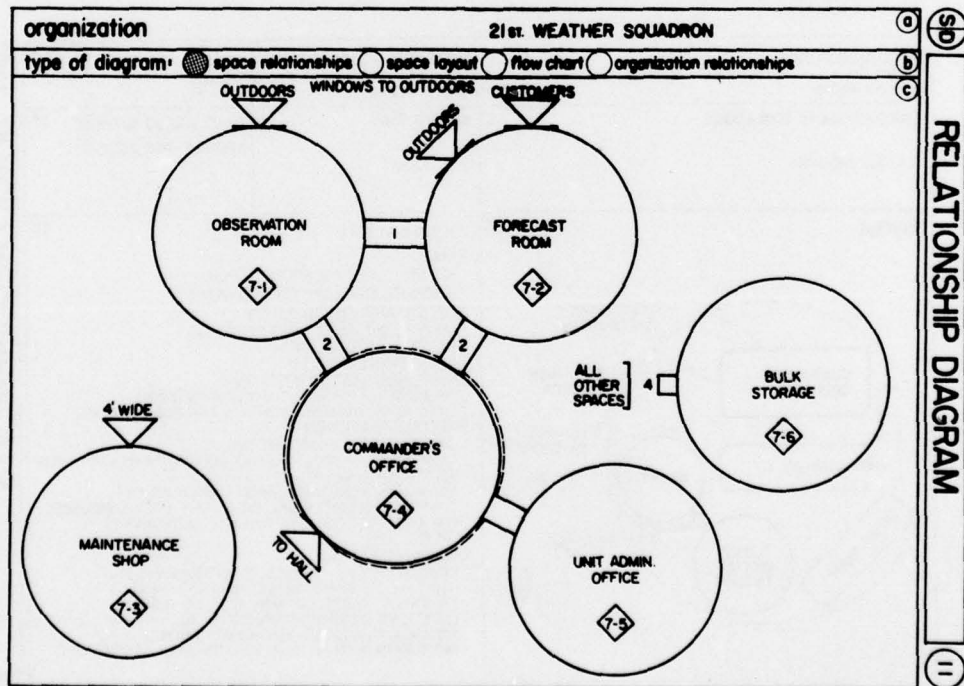 organization 21 ST. WEATHER SQUADRON a
type of diagram: space relationships space layout flow chart organization relationships b
c
OUTDOORS WINDOWS TO OUTDOORS CUSTOMERS
OUTDOORS
OBSERVATION
ROOM
7-1
1
FORECAST
ROOM
7-2
2
2
ALL
OTHER
SPACES
4
BULK
STORAGE
7-6
4' WIDE
COMMANDER'S
OFFICE
7-4
TO HALL
MAINTENANCE
SHOP
7-3
UNIT ADMIN.
OFFICE
7-5
SID
RELATIONSHIP DIAGRAM
11